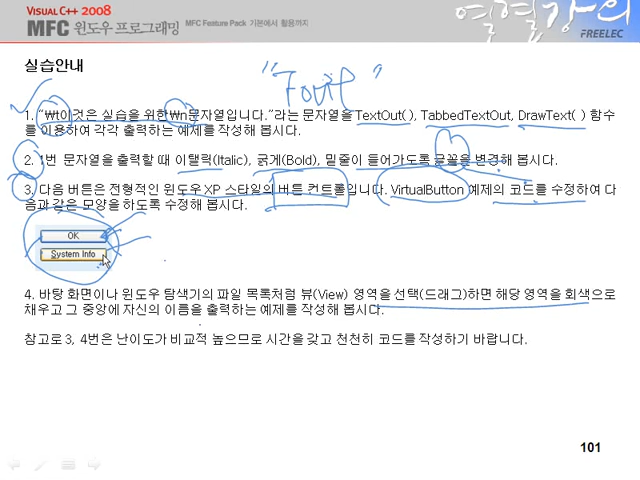 VISUAL C++ 2008
MFC 윈도우 프로그래밍 MFC Feature Pack 기본에서 활용까지
열혈강의
FREELEC
실습안내
"Font"
1. "₩t이것은 실습을 위한₩n문자열입니다."라는 문자열을 TextOut( ), TabbedTextOut, DrawText( ) 함수
를 이용하여 각각 출력하는 예제를 작성해 봅시다.
2. 1번 문자열을 출력할 때 이탤릭(Italic), 굵게(Bold), 밑줄이 들어가도록 글꼴을 변경해 봅시다.
3. 다음 버튼은 전형적인 윈도우 XP 스타일의 버튼 컨트롤입니다. VirtualButton 예제의 코드를 수정하여 다
음과 같은 모양을 하도록 수정해 봅시다.
OK
System Info
4. 바탕 화면이나 윈도우 탐색기의 파일 목록처럼 뷰(View) 영역을 선택(드래그)하면 해당 영역을 회색으로
채우고 그 중앙에 자신의 이름을 출력하는 예제를 작성해 봅시다.
참고로 3, 4번은 난이도가 비교적 높으므로 시간을 갖고 천천히 코드를 작성하기 바랍니다.
101